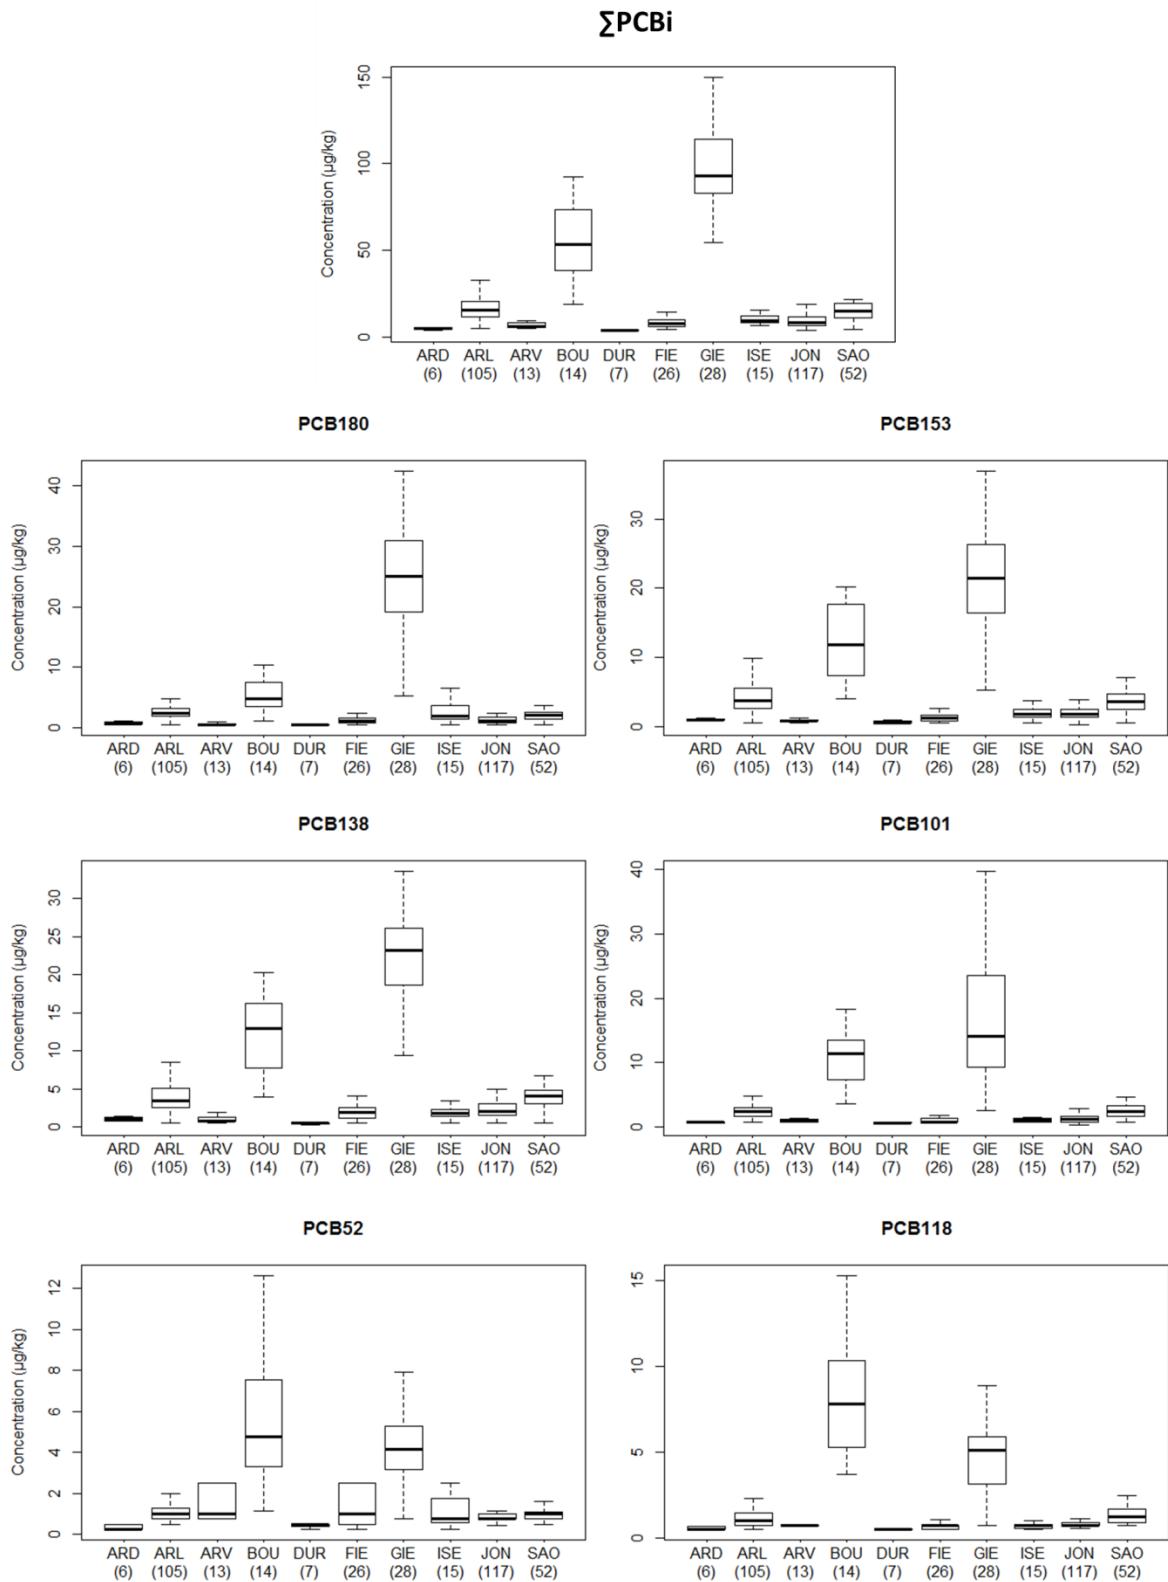 ∑PCBi
Concentration (µg/kg)
150
100
50
0
ARD ARL ARV BOU DUR FIE GIE ISE JON SAO
(6) (105) (13) (14) (7) (26) (28) (15) (117) (52)
PCB180
Concentration (µg/kg)
40
30
20
10
0
ARD ARL ARV BOU DUR FIE GIE ISE JON SAO
(6) (105) (13) (14) (7) (26) (28) (15) (117) (52)
PCB153
Concentration (µg/kg)
30
20
10
0
ARD ARL ARV BOU DUR FIE GIE ISE JON SAO
(6) (105) (13) (14) (7) (26) (28) (15) (117) (52)
PCB138
Concentration (µg/kg)
30
25
20
15
10
5
0
ARD ARL ARV BOU DUR FIE GIE ISE JON SAO
(6) (105) (13) (14) (7) (26) (28) (15) (117) (52)
PCB101
Concentration (µg/kg)
40
30
20
10
0
ARD ARL ARV BOU DUR FIE GIE ISE JON SAO
(6) (105) (13) (14) (7) (26) (28) (15) (117) (52)
PCB52
Concentration (µg/kg)
12
10
8
6
4
2
0
ARD ARL ARV BOU DUR FIE GIE ISE JON SAO
(6) (105) (13) (14) (7) (26) (28) (15) (117) (52)
PCB118
Concentration (µg/kg)
15
10
5
0
ARD ARL ARV BOU DUR FIE GIE ISE JON SAO
(6) (105) (13) (14) (7) (26) (28) (15) (117) (52)